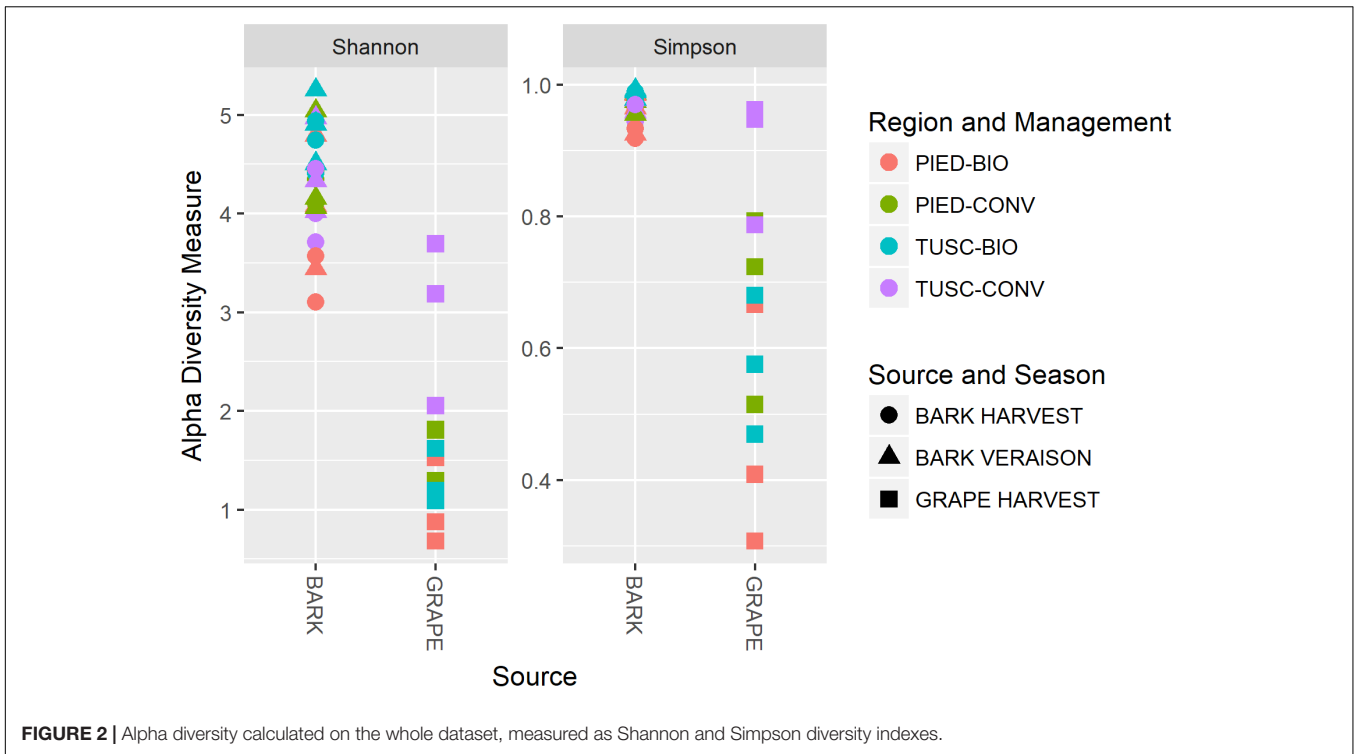 Shannon
Simpson
Alpha Diversity Measure
5
4
3
2
1
1.0
0.8
0.6
0.4
BARK
GRAPE
BARK
GRAPE
Source
Region and Management
PIED-BIO
PIED-CONV
TUSC-BIO
TUSC-CONV
Source and Season
BARK HARVEST
BARK VERAISON
GRAPE HARVEST
FIGURE 2 | Alpha diversity calculated on the whole dataset, measured as Shannon and Simpson diversity indexes.